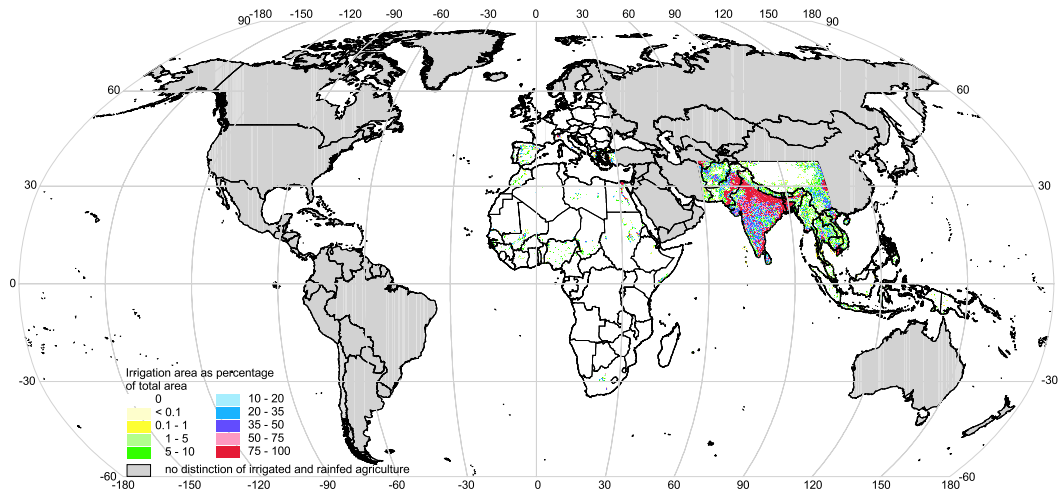 90 -180 -150 -120 -90 -60 -30 0 30 60 90 120 150 180 90
60 60
30 30
0 0
-30 -30
Irrigation area as percentage
of total area
0 10 - 20
< 0.1 20 - 35
0.1 - 1 35 - 50
1 - 5 50 - 75
5 - 10 75 - 100
no distinction of irrigated and rainfed agriculture
-60 -60
-180 -150 -120 -90 -60 -30 0 30 60 90 120 150 180